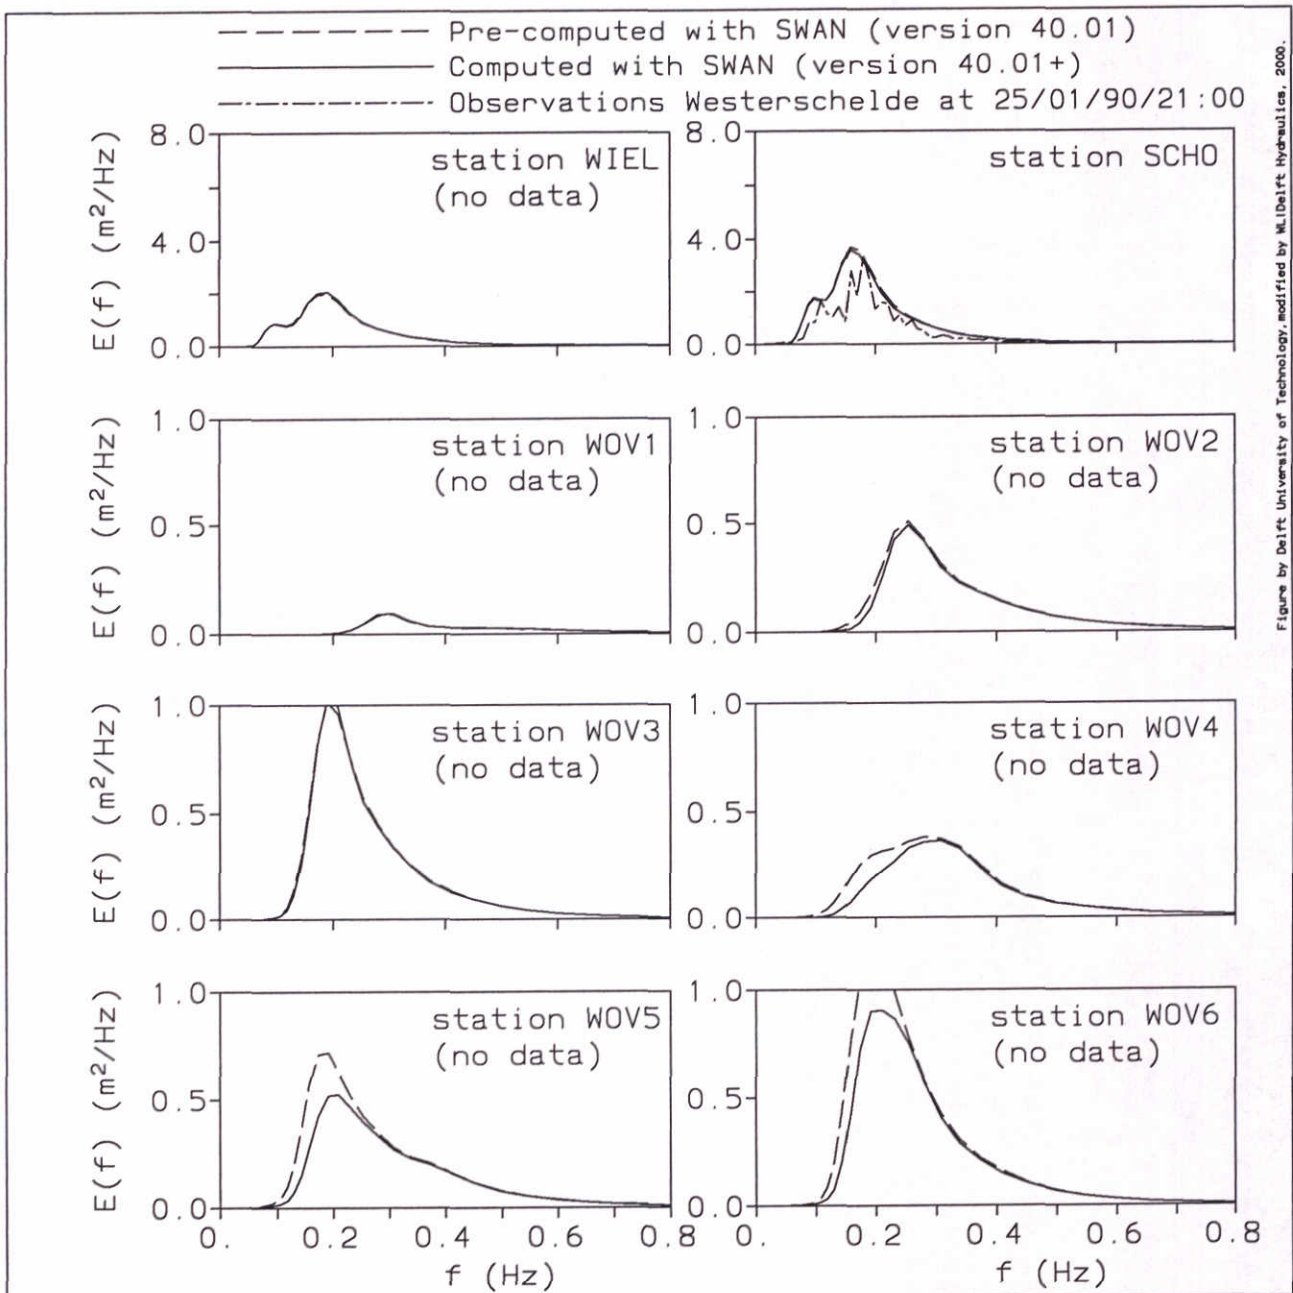 Pre-computed with SWAN (version 40.01)
Computed with SWAN (version 40.01+)
Observations Westerschelde at 25/01/90/21:00
E(f) (m²/Hz)
8.0
4.0
0.0
station WIEL
(no data)
8.0
4.0
0.0
station SCHO
E(f) (m²/Hz)
1.0
0.5
0.0
station WOV1
(no data)
1.0
0.5
0.0
station WOV2
(no data)
E(f) (m²/Hz)
1.0
0.5
0.0
station WOV3
(no data)
1.0
0.5
0.0
station WOV4
(no data)
E(f) (m²/Hz)
1.0
0.5
0.0
station WOV5
(no data)
1.0
0.5
0.0
station WOV6
(no data)
0. 0.2 0.4 0.6 0.8
0. 0.2 0.4 0.6 0.8
f (Hz)
f (Hz)
Figure by Delft University of Technology, modified by WL|Delft Hydraulics, 2000.